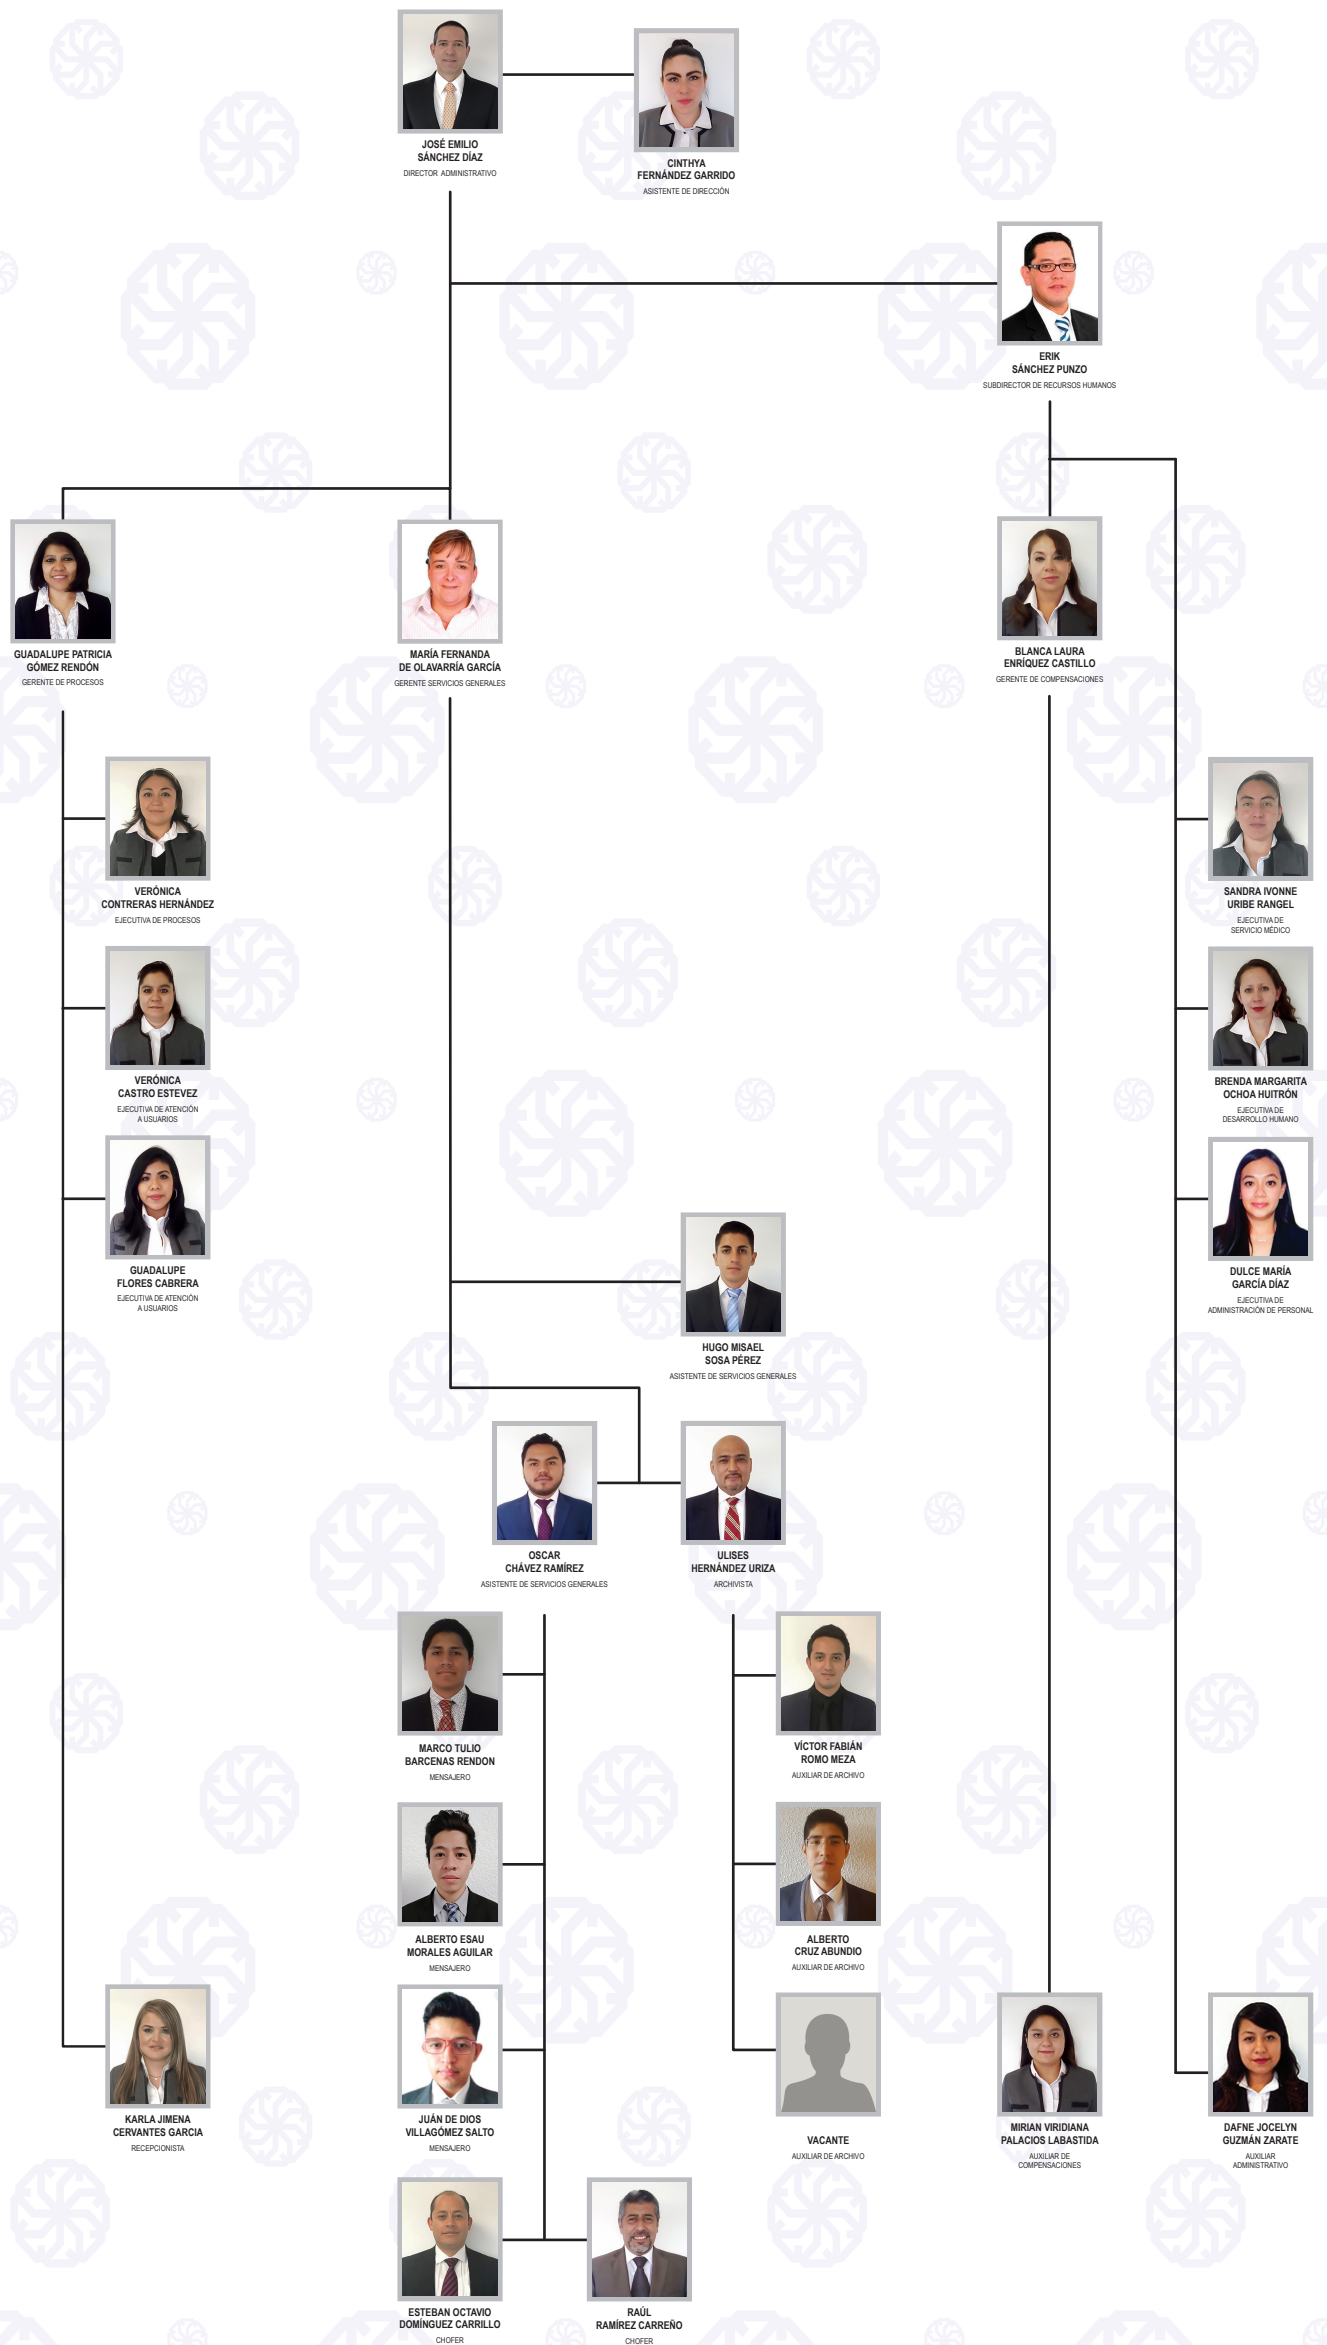 JOSÉ EMILIO
SÁNCHEZ DÍAZ
DIRECTOR ADMINISTRATIVO
CINTHYA
FERNÁNDEZ GARRIDO
ASISTENTE DE DIRECCIÓN
ERIK
SÁNCHEZ PUNZO
SUBDIRECTOR DE RECURSOS HUMANOS
GUADALUPE PATRICIA
GÓMEZ RENDÓN
GERENTE DE PROCESOS
MARÍA FERNANDA
DE OLAVARRÍA GARCÍA
GERENTE SERVICIOS GENERALES
BLANCA LAURA
ENRÍQUEZ CASTILLO
GERENTE DE COMPENSACIONES
VERÓNICA
CONTRERAS HERNÁNDEZ
EJECUTIVA DE PROCESOS
SANDRA IVONNE
URIBE RANGEL
EJECUTIVA DE
SERVICIO MÉDICO
VERÓNICA
CASTRO ESTEVEZ
EJECUTIVA DE ATENCIÓN
A USUARIOS
BRENDA MARGARITA
OCHOA HUITRÓN
EJECUTIVA DE
DESARROLLO HUMANO
GUADALUPE
FLORES CABRERA
EJECUTIVA DE ATENCIÓN
A USUARIOS
DULCE MARÍA
GARCÍA DÍAZ
EJECUTIVA DE
ADMINISTRACIÓN DE PERSONAL
HUGO MISAEL
SOSA PÉREZ
ASISTENTE DE SERVICIOS GENERALES
OSCAR
CHÁVEZ RAMÍREZ
ASISTENTE DE SERVICIOS GENERALES
ULISES
HERNÁNDEZ URIZA
ARCHIVISTA
MARCO TULIO
BARCENAS RENDON
MENSAJERO
VÍCTOR FABIÁN
ROMO MEZA
AUXILIAR DE ARCHIVO
ALBERTO ESAU
MORALES AGUILAR
MENSAJERO
ALBERTO
CRUZ ABUNDIO
AUXILIAR DE ARCHIVO
KARLA JIMENA
CERVANTES GARCIA
RECEPCIONISTA
JUÁN DE DIOS
VILLAGÓMEZ SALTO
MENSAJERO
VACANTE
AUXILIAR DE ARCHIVO
MIRIAN VIRIDIANA
PALACIOS LABASTIDA
AUXILIAR DE
COMPENSACIONES
DAFNE JOCELYN
GUZMÁN ZARATE
AUXILIAR
ADMINISTRATIVO
ESTEBAN OCTAVIO
DOMÍNGUEZ CARRILLO
CHOFER
RAÚL
RAMÍREZ CARREÑO
CHOFER